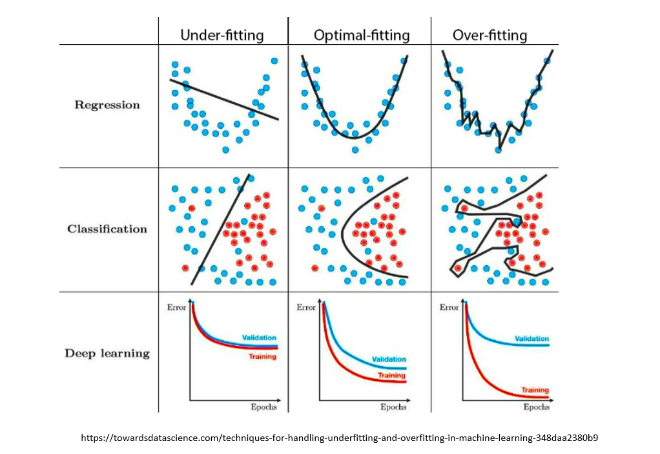 Under-fitting
Optimal-fitting
Over-fitting
Regression
Classification
Deep learning
Error
Validation
Training
Epochs
Error
Validation
Training
Epochs
Error
Validation
Training
Epochs
https://towardsdatascience.com/techniques-for-handling-underfitting-and-overfitting-in-machine-learning-348daa2380b9